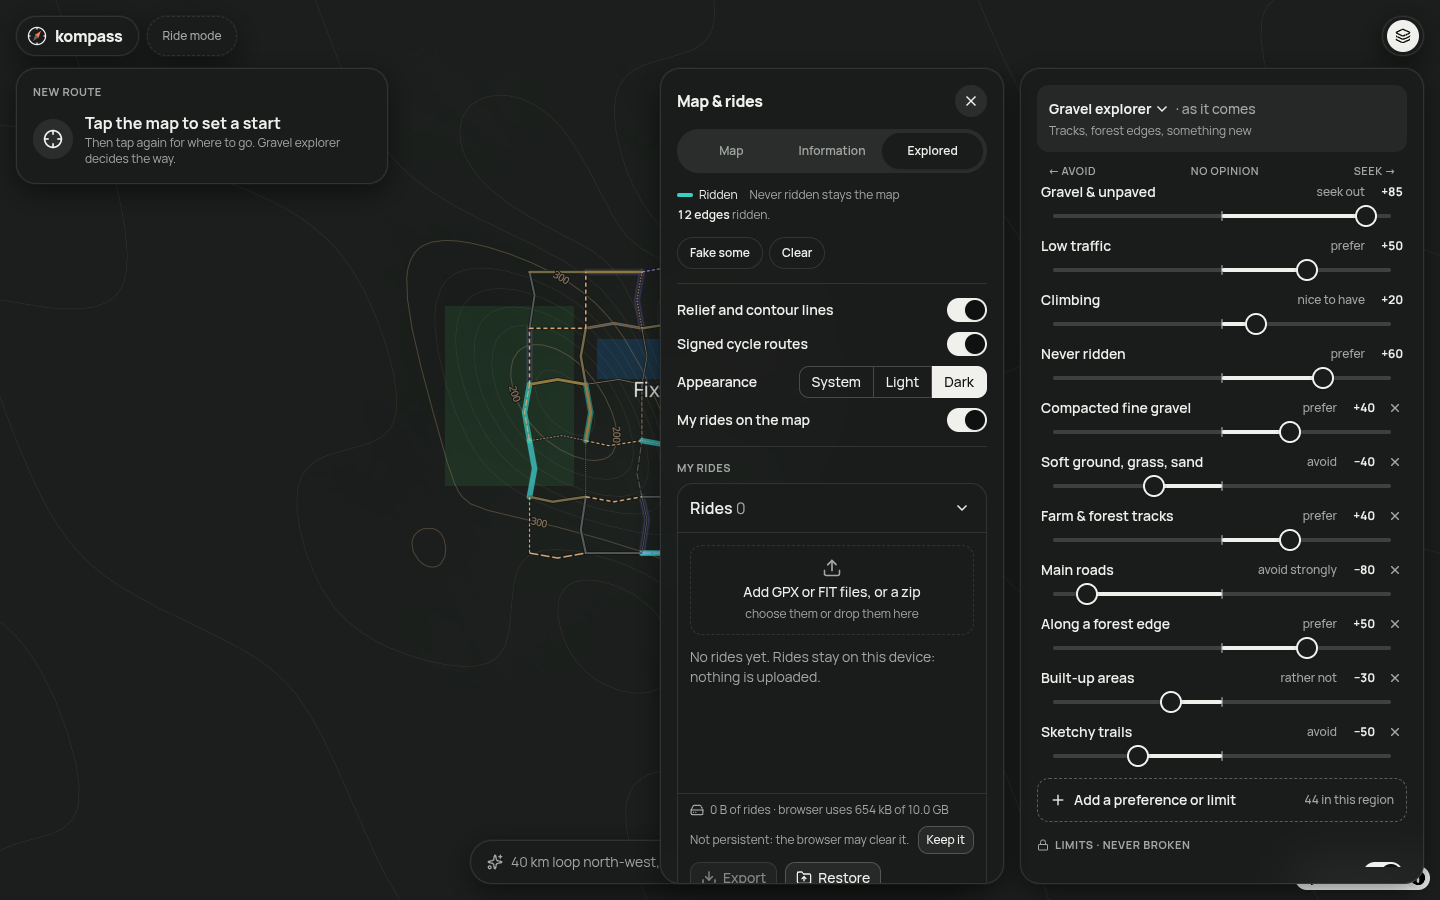 kompass
Ride mode
NEW ROUTE
Tap the map to set a start
Then tap again for where to go. Gravel explorer
decides the way.
300
200
200
300
Fix
40 km loop north-west,
Map & rides
Map
Information
Explored
Ridden
Never ridden stays the map
12 edges ridden.
Fake some
Clear
Relief and contour lines
Signed cycle routes
Appearance
System
Light
Dark
My rides on the map
MY RIDES
Rides 0
Add GPX or FIT files, or a zip
choose them or drop them here
No rides yet. Rides stay on this device:
nothing is uploaded.
0 B of rides · browser uses 654 kB of 10.0 GB
Not persistent: the browser may clear it.
Keep it
Export
Restore
Gravel explorer · as it comes
Tracks, forest edges, something new
← AVOID
NO OPINION
SEEK →
Gravel & unpaved seek out +85
Low traffic prefer +50
Climbing nice to have +20
Never ridden prefer +60
Compacted fine gravel prefer +40
Soft ground, grass, sand avoid −40
Farm & forest tracks prefer +40
Main roads avoid strongly −80
Along a forest edge prefer +50
Built-up areas rather not −30
Sketchy trails avoid −50
Add a preference or limit 44 in this region
LIMITS · NEVER BROKEN